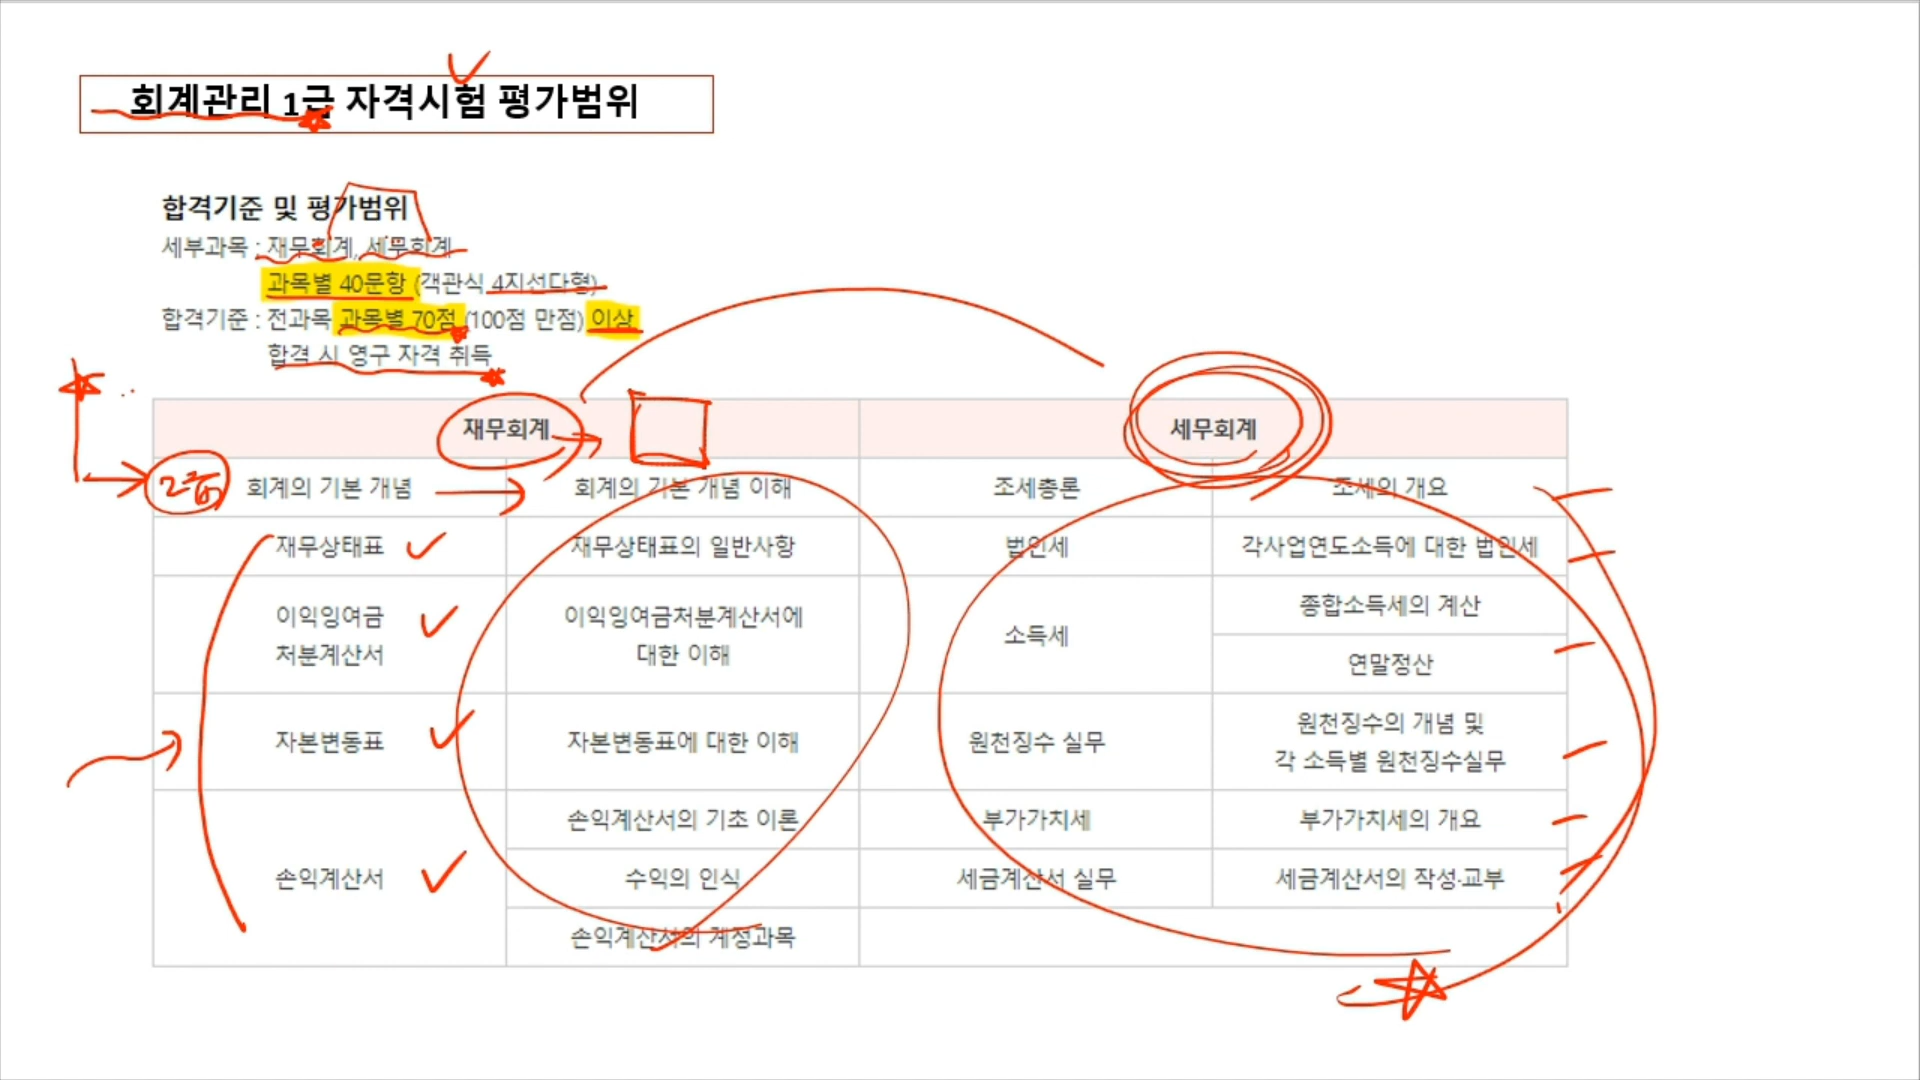 회계관리 1급 자격시험 평가범위
합격기준 및 평가범위
세부과목 : 재무회계, 세무회계
과목별 40문항 (객관식 4지선다형)
합격기준 : 전과목 과목별 70점 (100점 만점) 이상
합격 시 영구 자격 취득
재무회계 세무회계
2급 회계의 기본 개념 회계의 기본 개념 이해 조세총론 조세의 개요
재무상태표 재무상태표의 일반사항 법인세 각사업연도소득에 대한 법인세
이익잉여금
처분계산서
이익잉여금처분계산서에
대한 이해
소득세
종합소득세의 계산
연말정산
자본변동표 자본변동표에 대한 이해 원천징수 실무
원천징수의 개념 및
각 소득별 원천징수실무
손익계산서의 기초 이론 부가가치세 부가가치세의 개요
손익계산서 수익의 인식 세금계산서 실무 세금계산서의 작성·교부
손익계산서의 계정과목